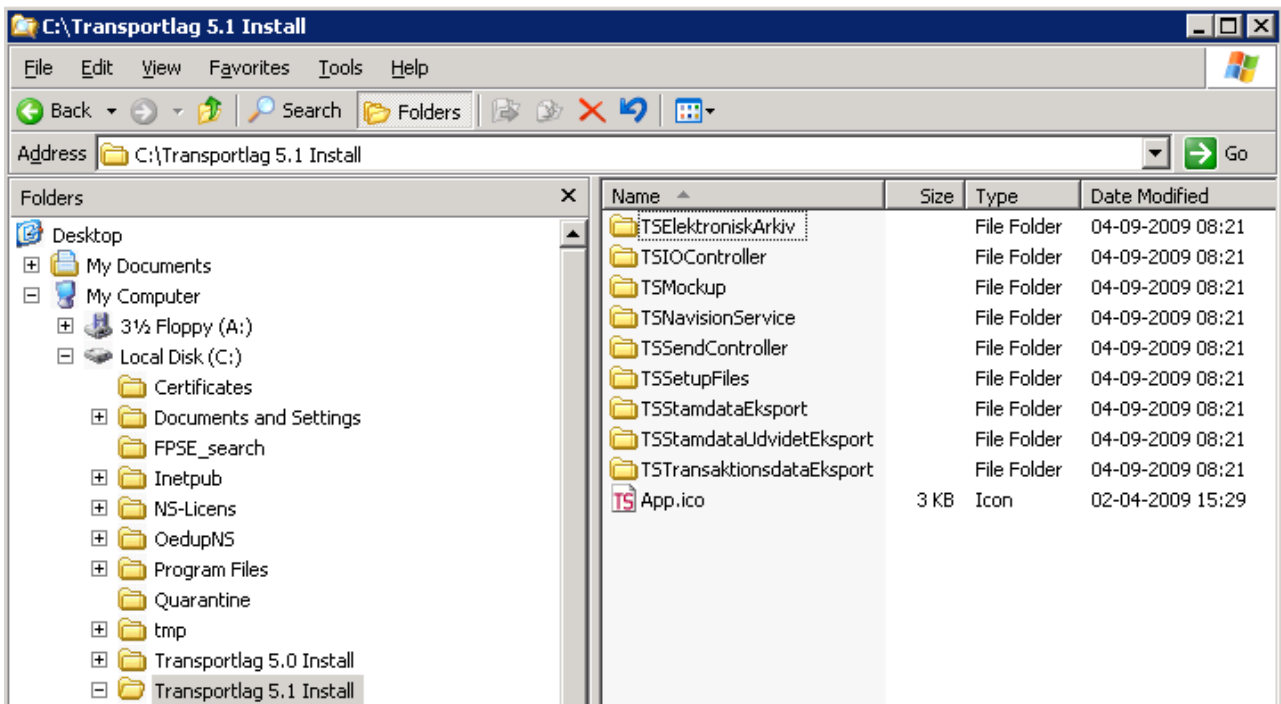 C:\Transportlag 5.1 Install
File Edit View Favorites Tools Help
Back Search Folders
Address C:\Transportlag 5.1 Install Go
Folders
Desktop
My Documents
My Computer
3½ Floppy (A:)
Local Disk (C:)
Certificates
Documents and Settings
FPSE_search
Inetpub
NS-Licens
OedupNS
Program Files
Quarantine
tmp
Transportlag 5.0 Install
Transportlag 5.1 Install
Name Size Type Date Modified
TSElektroniskArkiv File Folder 04-09-2009 08:21
TSIOController File Folder 04-09-2009 08:21
TSMockup File Folder 04-09-2009 08:21
TSNavisionService File Folder 04-09-2009 08:21
TSSendController File Folder 04-09-2009 08:21
TSSetupFiles File Folder 04-09-2009 08:21
TSStamdataEksport File Folder 04-09-2009 08:21
TSStamdataUdvidetEksport File Folder 04-09-2009 08:21
TSTransaktionsdataEksport File Folder 04-09-2009 08:21
TS App.ico 3 KB Icon 02-04-2009 15:29